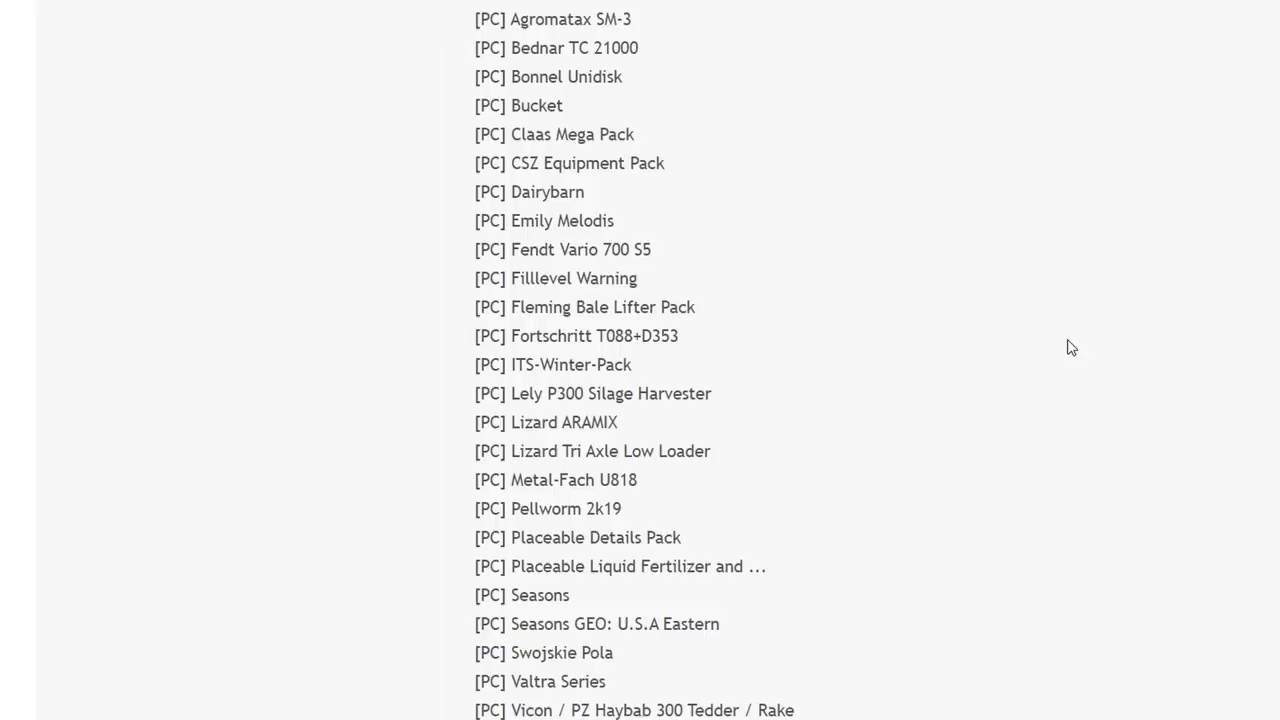 [PC] Agromatax SM-3
[PC] Bednar TC 21000
[PC] Bonnel Unidisk
[PC] Bucket
[PC] Claas Mega Pack
[PC] CSZ Equipment Pack
[PC] Dairybarn
[PC] Emily Melodis
[PC] Fendt Vario 700 S5
[PC] Filllevel Warning
[PC] Fleming Bale Lifter Pack
[PC] Fortschritt T088+D353
[PC] ITS-Winter-Pack
[PC] Lely P300 Silage Harvester
[PC] Lizard ARAMIX
[PC] Lizard Tri Axle Low Loader
[PC] Metal-Fach U818
[PC] Pellworm 2k19
[PC] Placeable Details Pack
[PC] Placeable Liquid Fertilizer and ...
[PC] Seasons
[PC] Seasons GEO: U.S.A Eastern
[PC] Swojskie Pola
[PC] Valtra Series
[PC] Vicon / PZ Haybab 300 Tedder / Rake